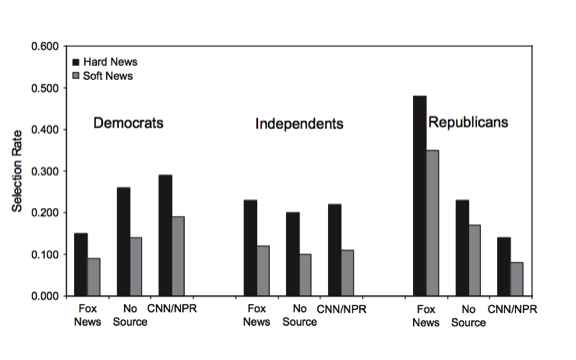 0.600
Hard News
Soft News
0.500
Democrats
Independents
Republicans
0.400
Selection Rate
0.300
0.200
0.100
0.000
Fox News
No Source
CNN/NPR
Fox News
No Source
CNN/NPR
Fox News
No Source
CNN/NPR